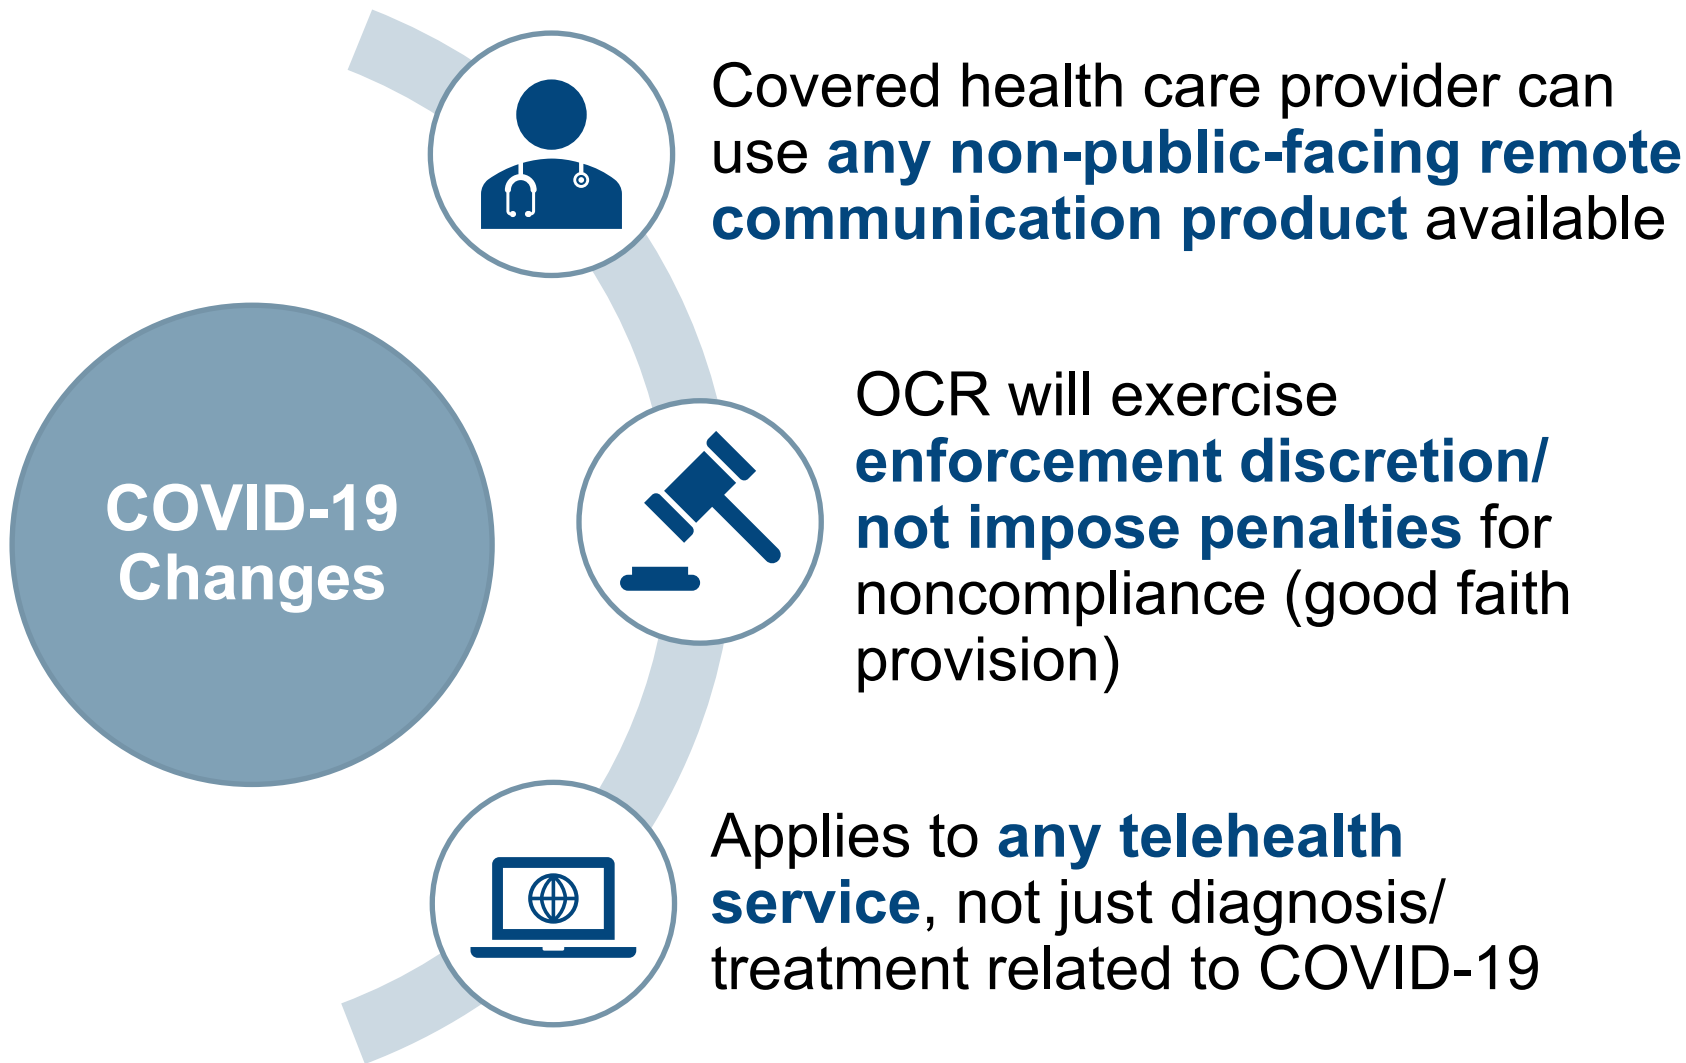 COVID-19
Changes
Covered health care provider can
use any non-public-facing remote
communication product available
OCR will exercise
enforcement discretion/
not impose penalties for
noncompliance (good faith
provision)
Applies to any telehealth
service, not just diagnosis/
treatment related to COVID-19